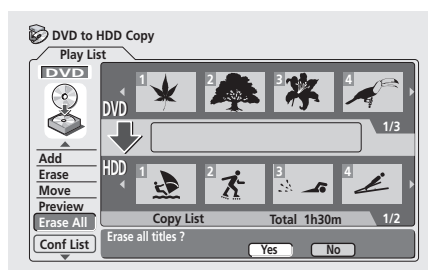 DVD to HDD Copy
Play List
DVD
1 2 3 4
DVD
1/3
Add
Erase
Move
Preview
Erase All
Conf List
HDD
1 2 3 4
Copy List Total 1h30m 1/2
Erase all titles ?
Yes No